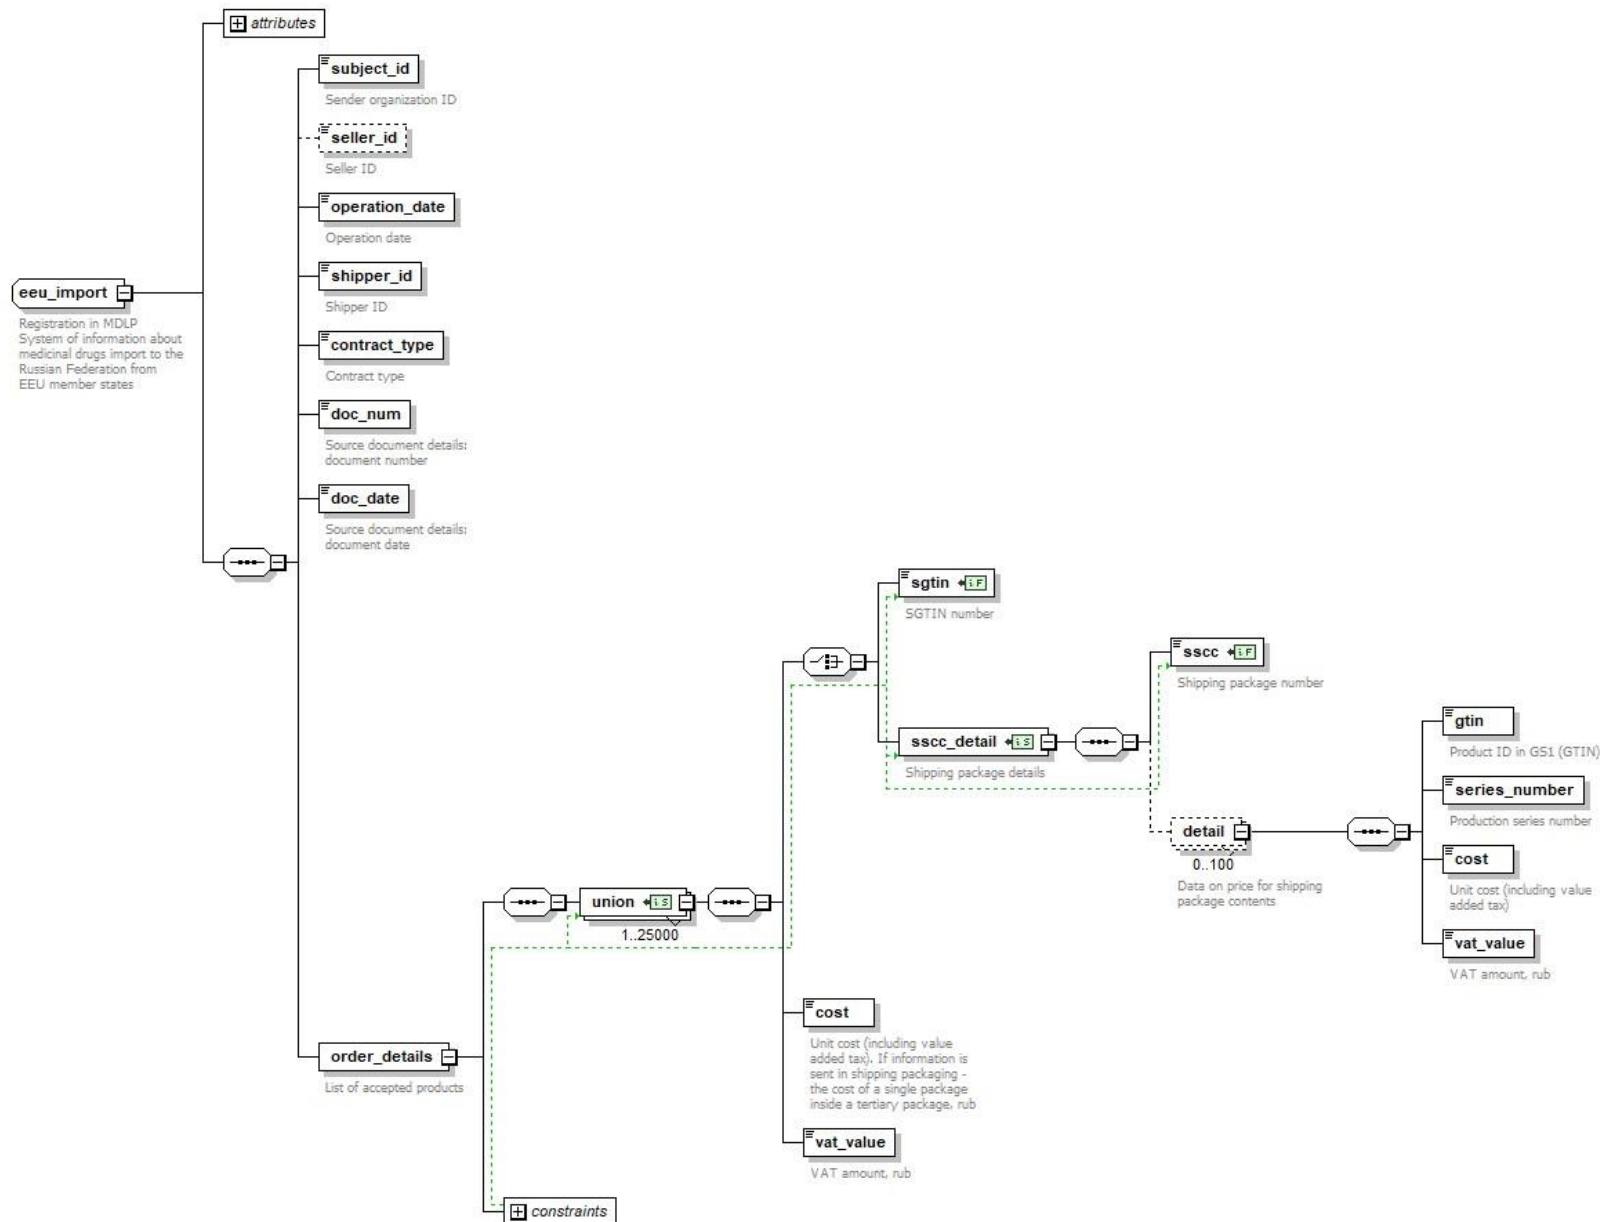 attributes
subject_id
Sender organization ID
seller_id
Seller ID
operation_date
Operation date
shipper_id
Shipper ID
eeu_import
Registration in MDLP
System of information about
medicinal drugs import to the
Russian Federation from
EEU member states
contract_type
Contract type
doc_num
Source document details:
document number
doc_date
Source document details:
document date
sgtin
iF
SGTIN number
sscc
iF
Shipping package number
sscc_detail
iS
Shipping package details
gtin
Product ID in GS1 (GTIN)
series_number
Production series number
detail
0..100
Data on price for shipping
package contents
cost
Unit cost (including value
added tax)
vat_value
VAT amount, rub
union
iS
1..25000
cost
Unit cost (including value
added tax). If information is
sent in shipping packaging -
the cost of a single package
inside a tertiary package, rub
order_details
List of accepted products
vat_value
VAT amount, rub
constraints